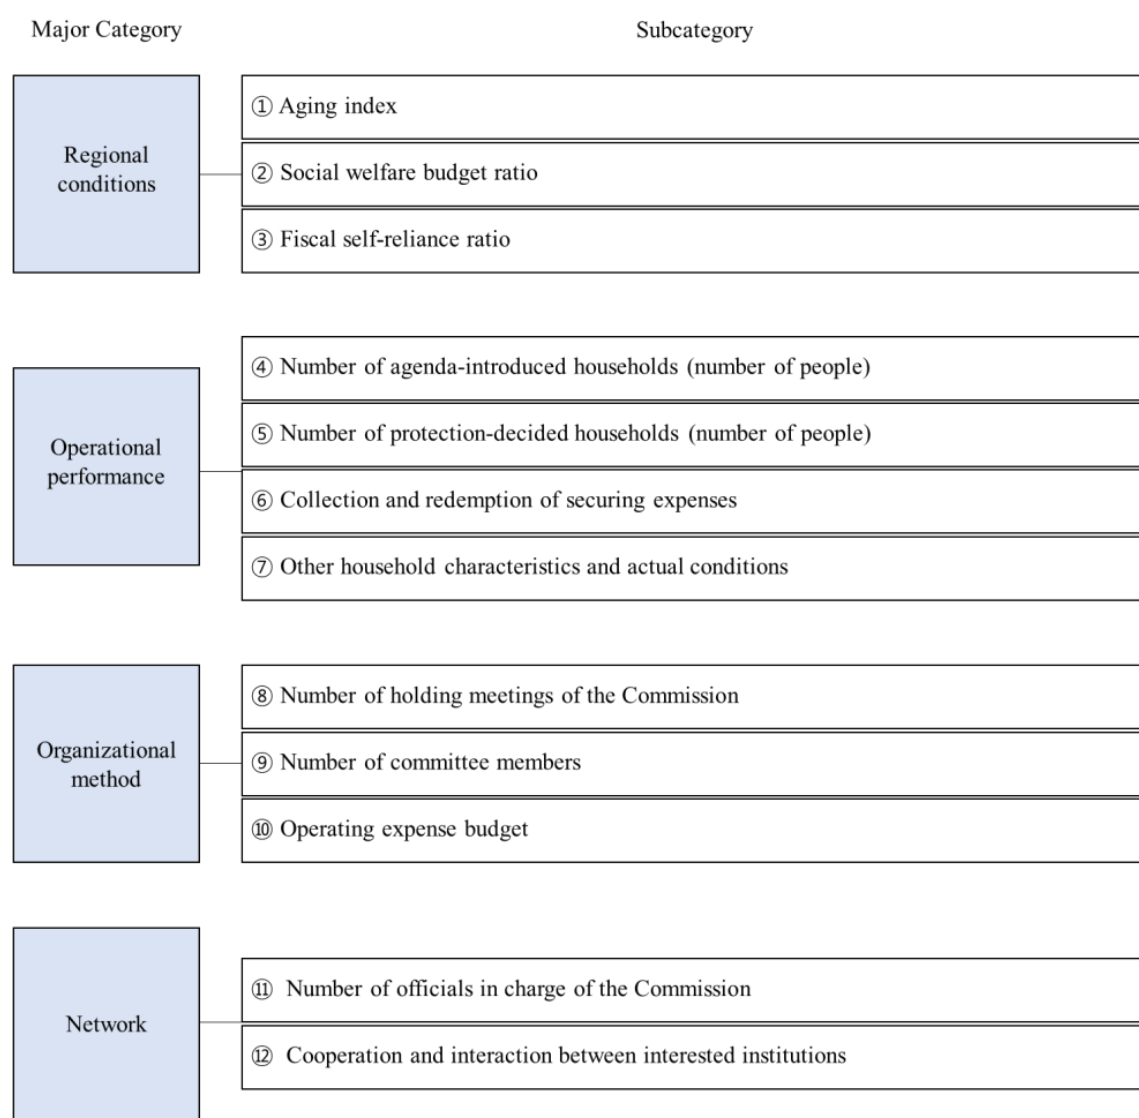 Major Category
Subcategory
Regional
conditions
① Aging index
② Social welfare budget ratio
③ Fiscal self-reliance ratio
Operational
performance
④ Number of agenda-introduced households (number of people)
⑤ Number of protection-decided households (number of people)
⑥ Collection and redemption of securing expenses
⑦ Other household characteristics and actual conditions
Organizational
method
⑧ Number of holding meetings of the Commission
⑨ Number of committee members
⑩ Operating expense budget
Network
⑪ Number of officials in charge of the Commission
⑫ Cooperation and interaction between interested institutions